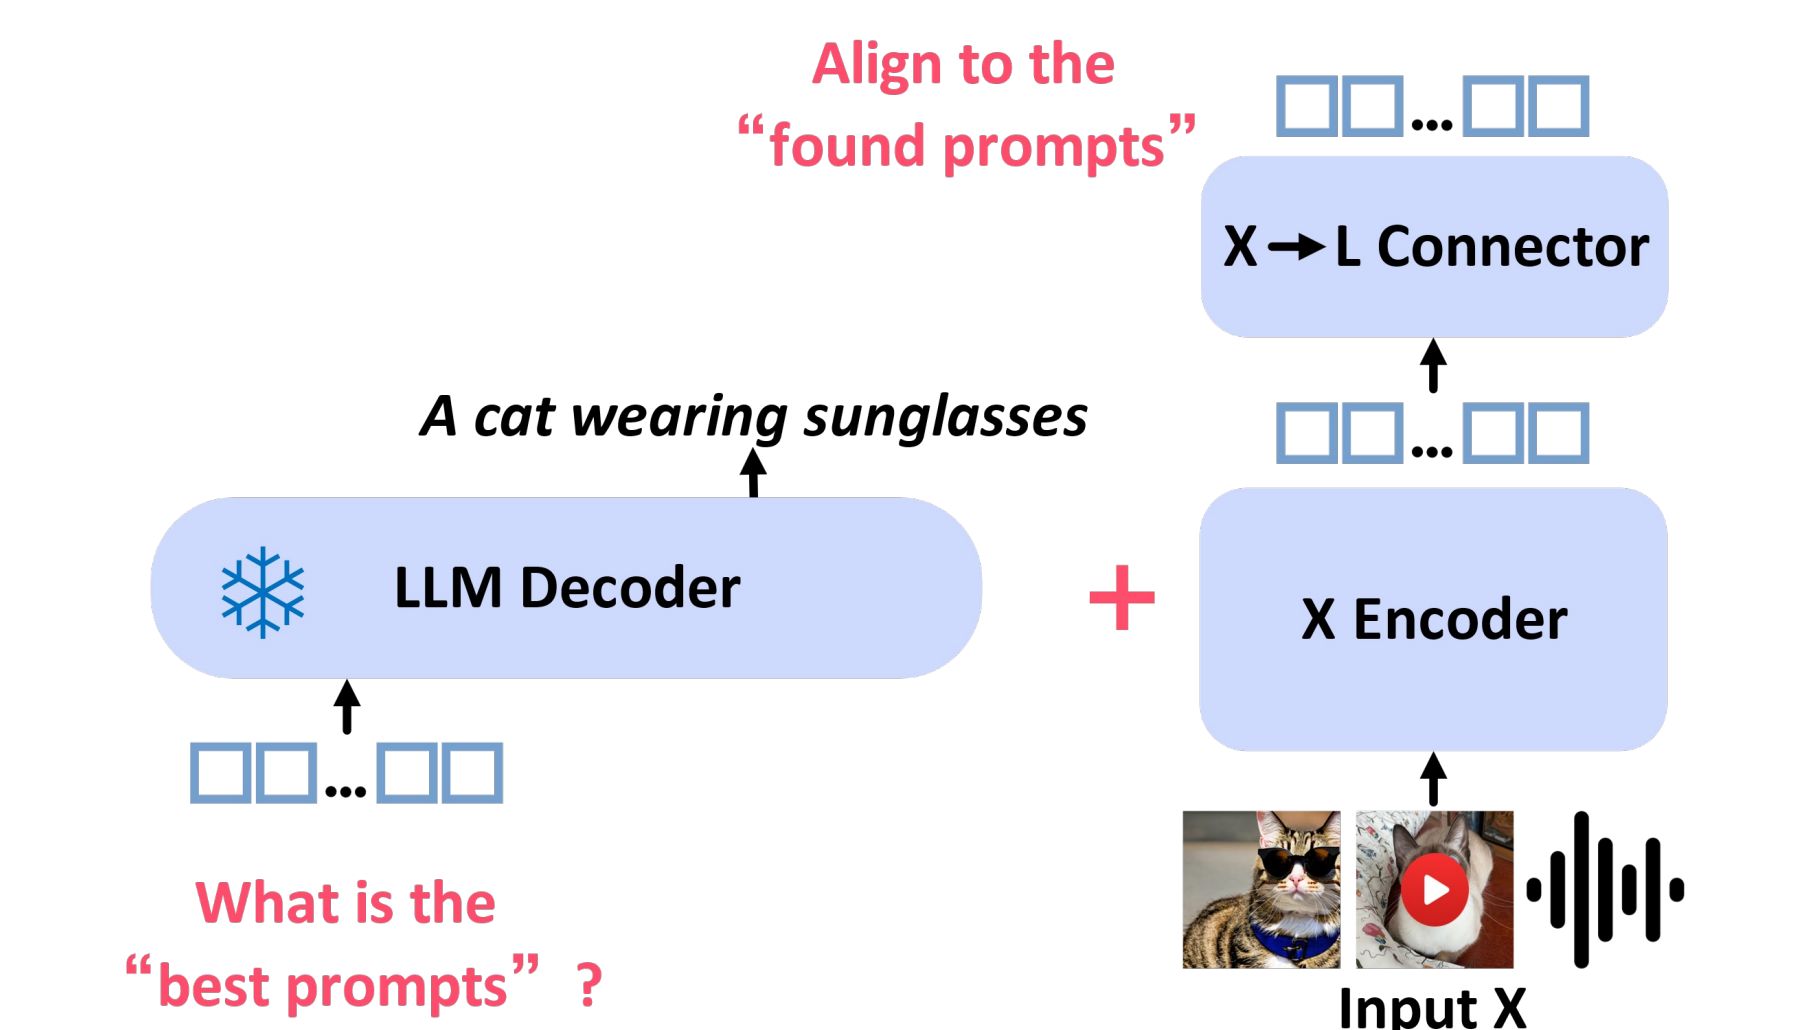 Align to the
“found prompts”
X→L Connector
A cat wearing sunglasses
LLM Decoder
+
X Encoder
What is the
“best prompts” ?
Input X